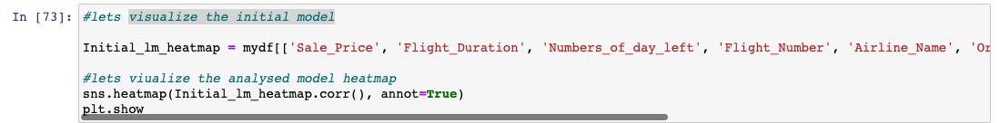 In [73]: #lets visualize the initial model
Initial_lm_heatmap = mydf[['Sale_Price', 'Flight_Duration', 'Numbers_of_day_left', 'Flight_Number', 'Airline_Name', 'Or
#lets viualize the analysed model heatmap
sns.heatmap(Initial_lm_heatmap.corr(), annot=True)
plt.show